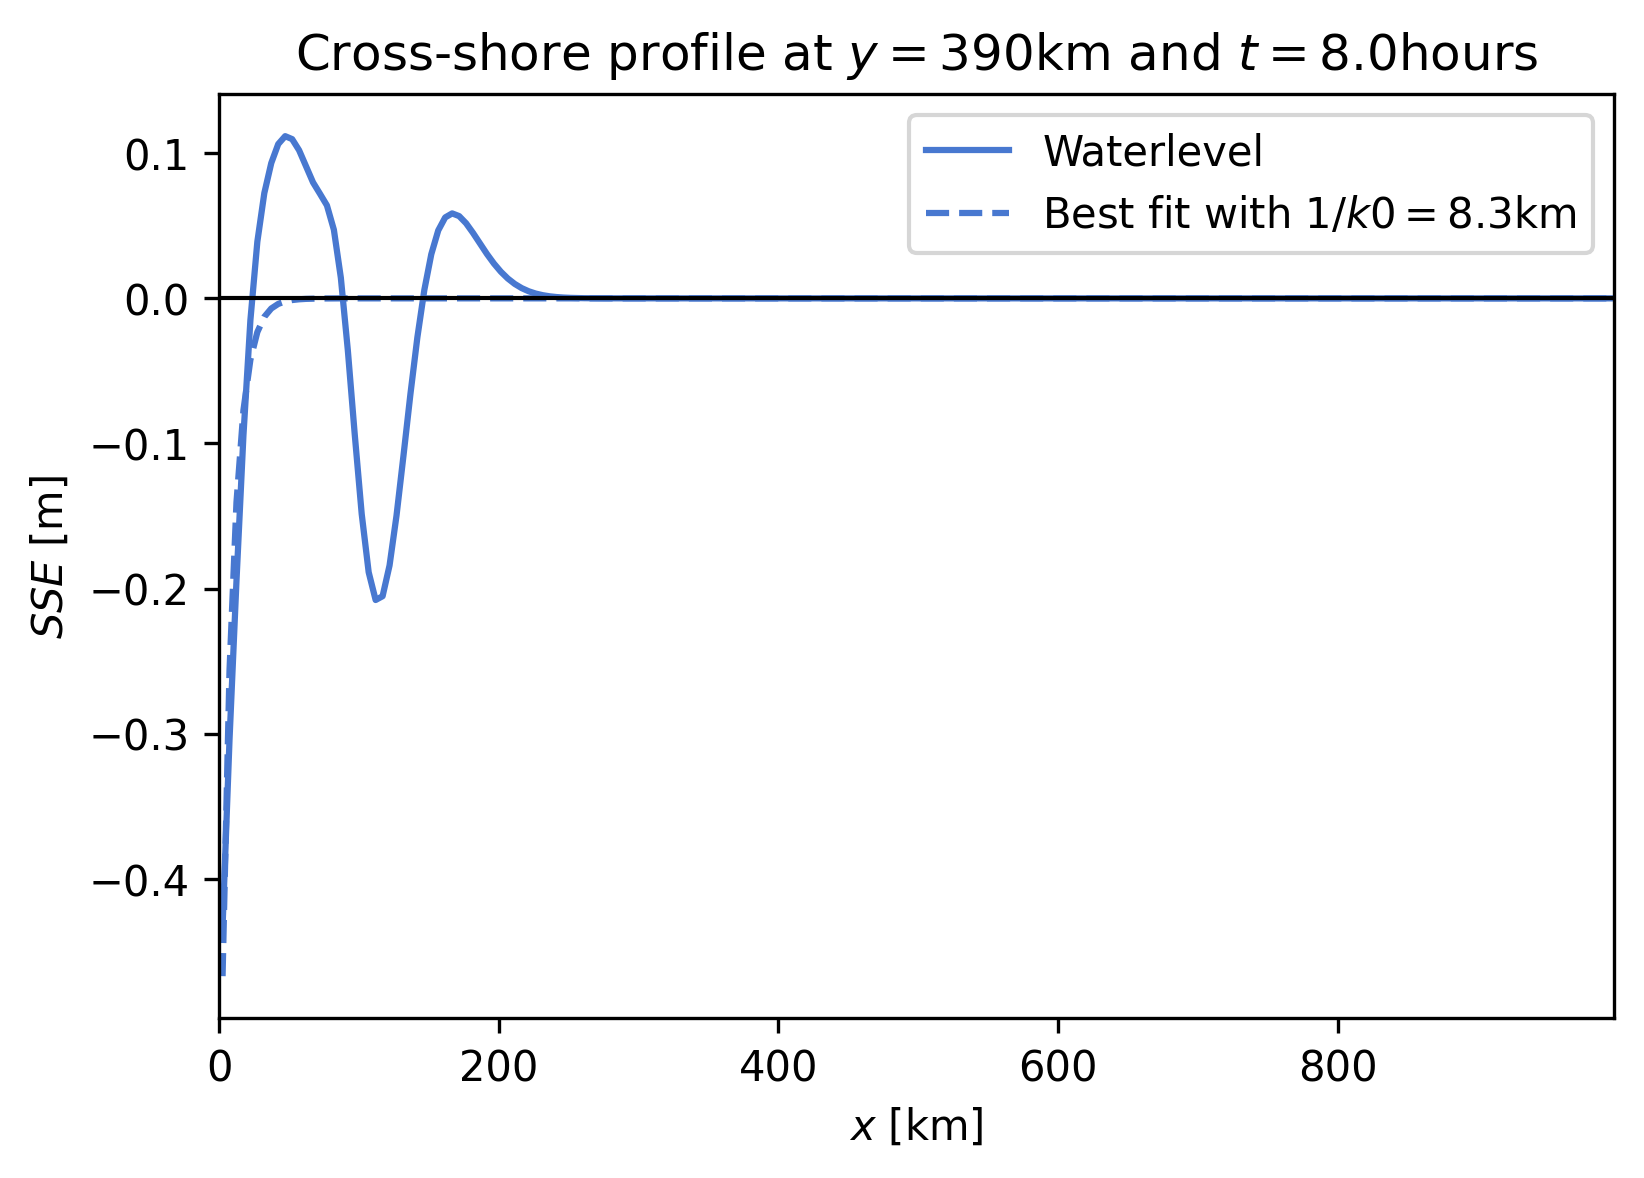 Cross-shore profile at y = 390km and t = 8.0hours
Waterlevel
Best fit with 1/k0 = 8.3km
0.1
0.0
−0.1
−0.2
−0.3
−0.4
SSE [m]
0 200 400 600 800
x [km]